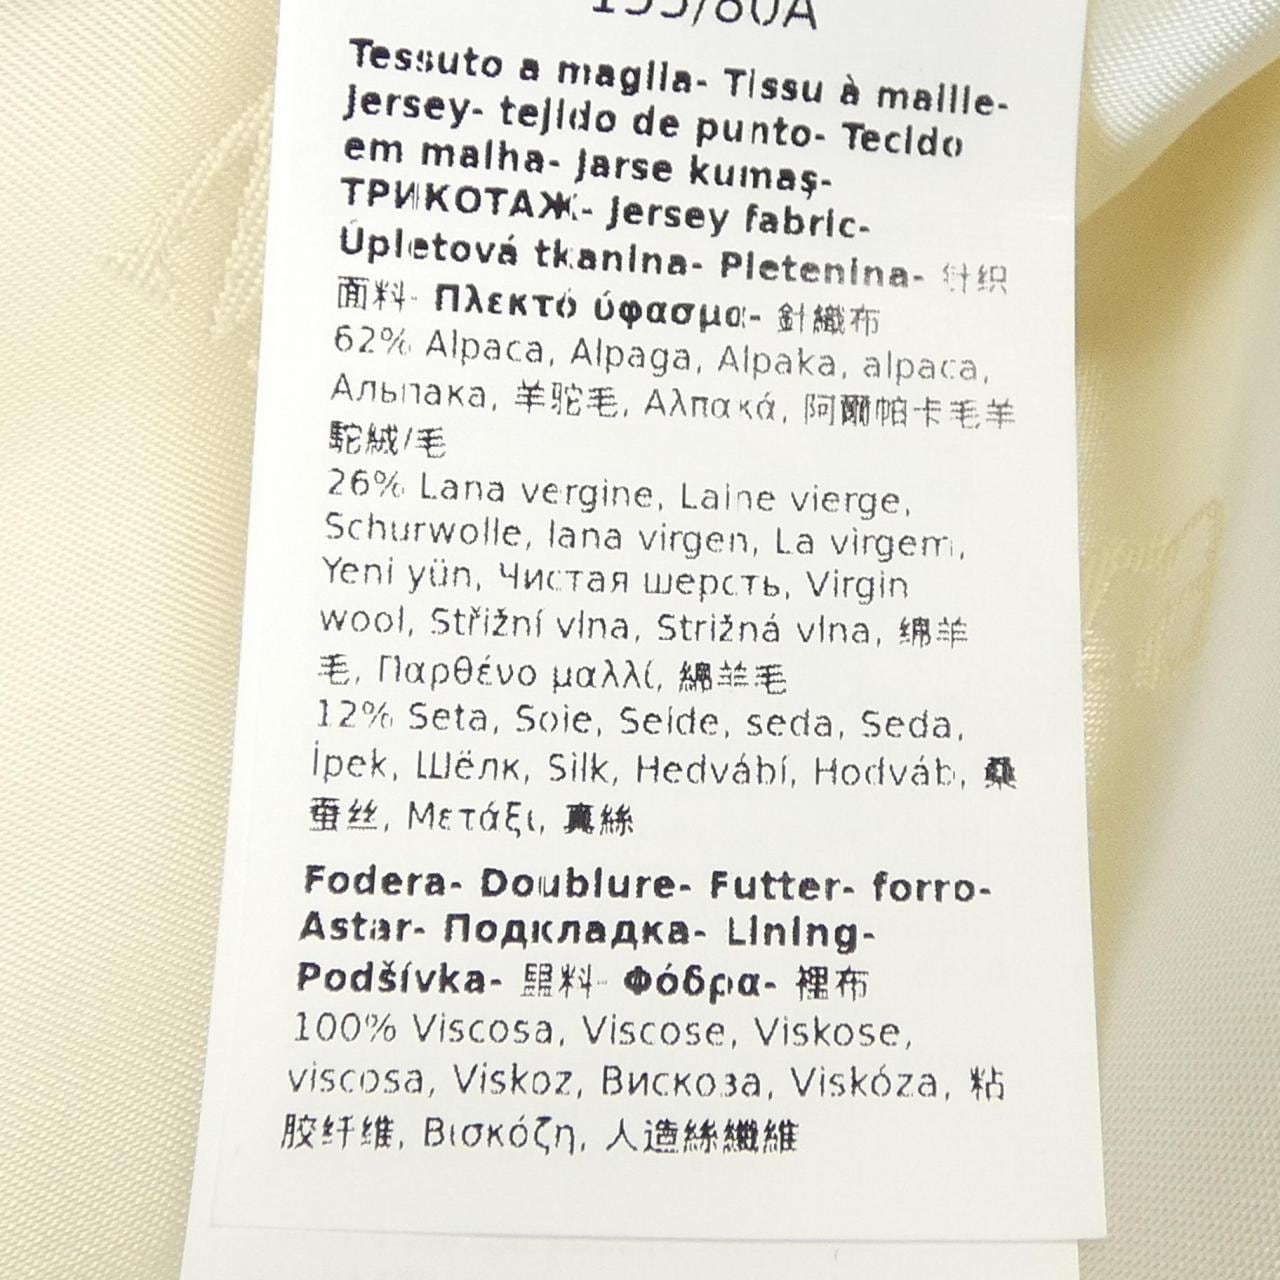 155/80A
Tessuto a maglia- Tissu à maille-
Jersey- tejido de punto- Tecido
em malha- Jarse kumaş-
ТРИКОТАЖ- Jersey fabric-
Úpletová tkanina- Pletenina- 针织
面料- Πλεκτό ύφασμα- 針織布
62% Alpaca, Alpaga, Alpaka, alpaca,
Альпака, 羊驼毛, Αλπακά, 阿爾帕卡毛羊
駝絨/毛
26% Lana vergine, Laine vierge,
Schurwolle, lana virgen, La virgem,
Yeni yün, Чистая шерсть, Virgin
wool, Střižní vlna, Strižná vlna, 绵羊
毛, Παρθένο μαλλί, 綿羊毛
12% Seta, Soie, Seide, seda, Seda,
İpek, Шёлк, Silk, Hedvábí, Hodváb, 桑
蚕丝, Μετάξι, 真絲
Fodera- Doublure- Futter- forro-
Astar- Подкладка- Lining-
Podšívka- 里料- Φόδρα- 裡布
100% Viscosa, Viscose, Viskose,
viscosa, Viskoz, Вискоза, Viskóza, 粘
胶纤维, Βισκόζη, 人造絲纖維